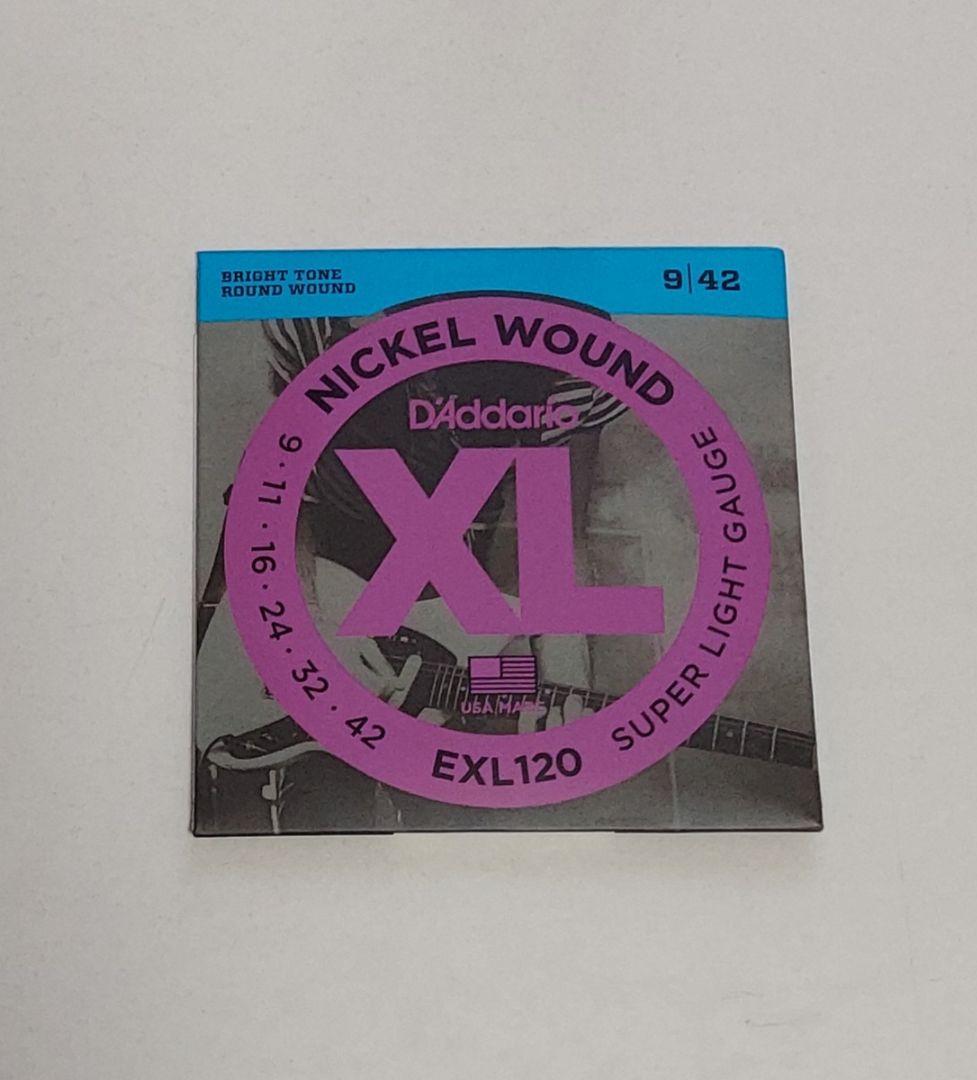 BRIGHT TONE
ROUND WOUND
9|42
NICKEL WOUND
D'Addario
XL
USA MADE
9 · 11 · 16 · 24 · 32 · 42
EXL120
SUPER LIGHT GAUGE